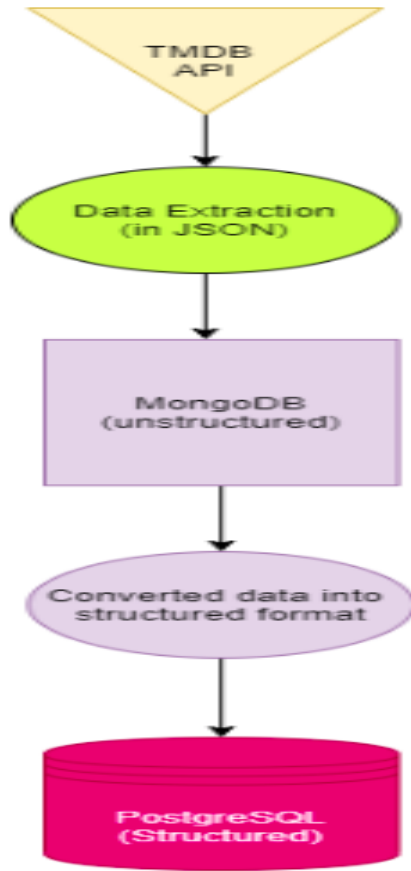 TMDB
API
Data Extraction
(in JSON)
MongoDB
(unstructured)
Converted data into
structured format
PostgreSQL
(Structured)